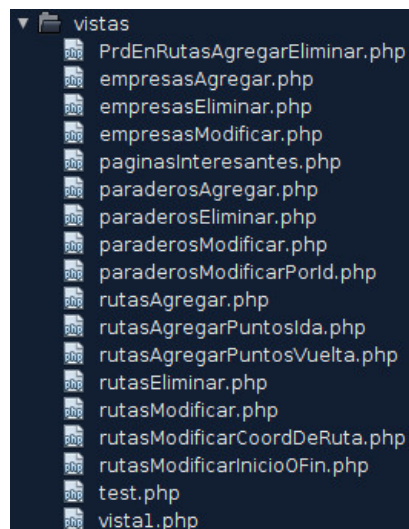 vistas
PrdEnRutasAgregarEliminar.php
empresasAgregar.php
empresasEliminar.php
empresasModificar.php
paginasInteresantes.php
paraderosAgregar.php
paraderosEliminar.php
paraderosModificar.php
paraderosModificarPorId.php
rutasAgregar.php
rutasAgregarPuntosIda.php
rutasAgregarPuntosVuelta.php
rutasEliminar.php
rutasModificar.php
rutasModificarCoordDeRuta.php
rutasModificarInicioOFin.php
test.php
vista1.php